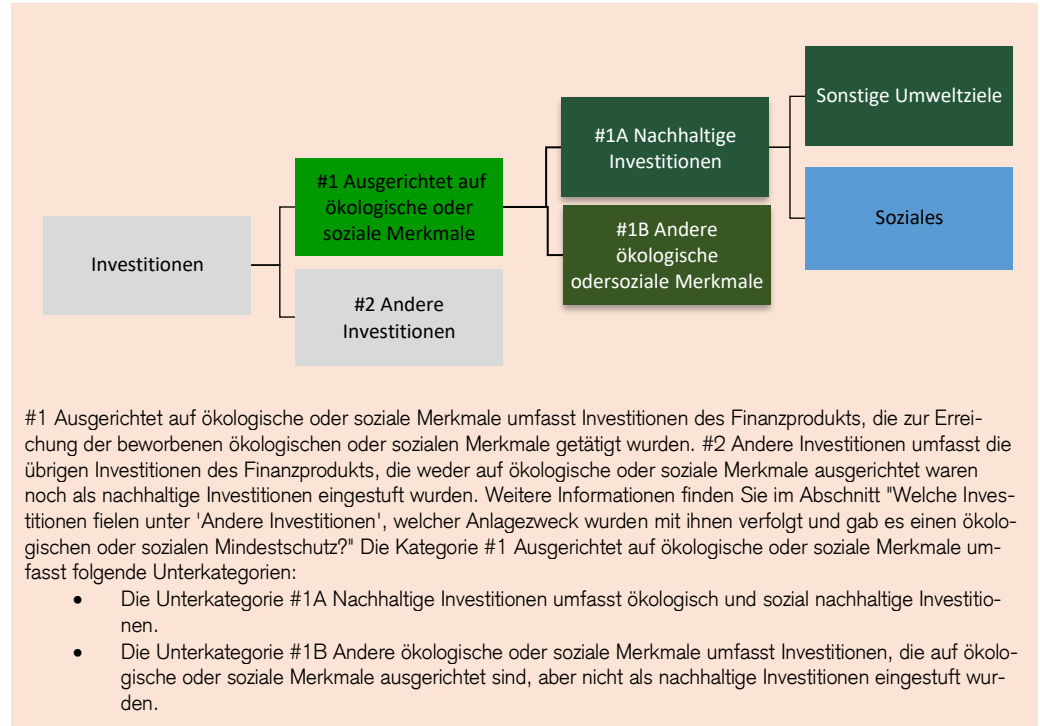 Sonstige Umweltziele
#1A Nachhaltige
Investitionen
#1 Ausgerichtet auf
ökologische oder
soziale Merkmale
Soziales
#1B Andere
ökologische
odersoziale Merkmale
Investitionen
#2 Andere
Investitionen
#1 Ausgerichtet auf ökologische oder soziale Merkmale umfasst Investitionen des Finanzprodukts, die zur Errei-
chung der beworbenen ökologischen oder sozialen Merkmale getätigt wurden. #2 Andere Investitionen umfasst die
übrigen Investitionen des Finanzprodukts, die weder auf ökologische oder soziale Merkmale ausgerichtet waren
noch als nachhaltige Investitionen eingestuft wurden. Weitere Informationen finden Sie im Abschnitt "Welche Inves-
titionen fielen unter 'Andere Investitionen', welcher Anlagezweck wurden mit ihnen verfolgt und gab es einen ökolo-
gischen oder sozialen Mindestschutz?" Die Kategorie #1 Ausgerichtet auf ökologische oder soziale Merkmale um-
fasst folgende Unterkategorien:
• Die Unterkategorie #1A Nachhaltige Investitionen umfasst ökologisch und sozial nachhaltige Investitio-
nen.
• Die Unterkategorie #1B Andere ökologische oder soziale Merkmale umfasst Investitionen, die auf ökolo-
gische oder soziale Merkmale ausgerichtet sind, aber nicht als nachhaltige Investitionen eingestuft wur-
den.